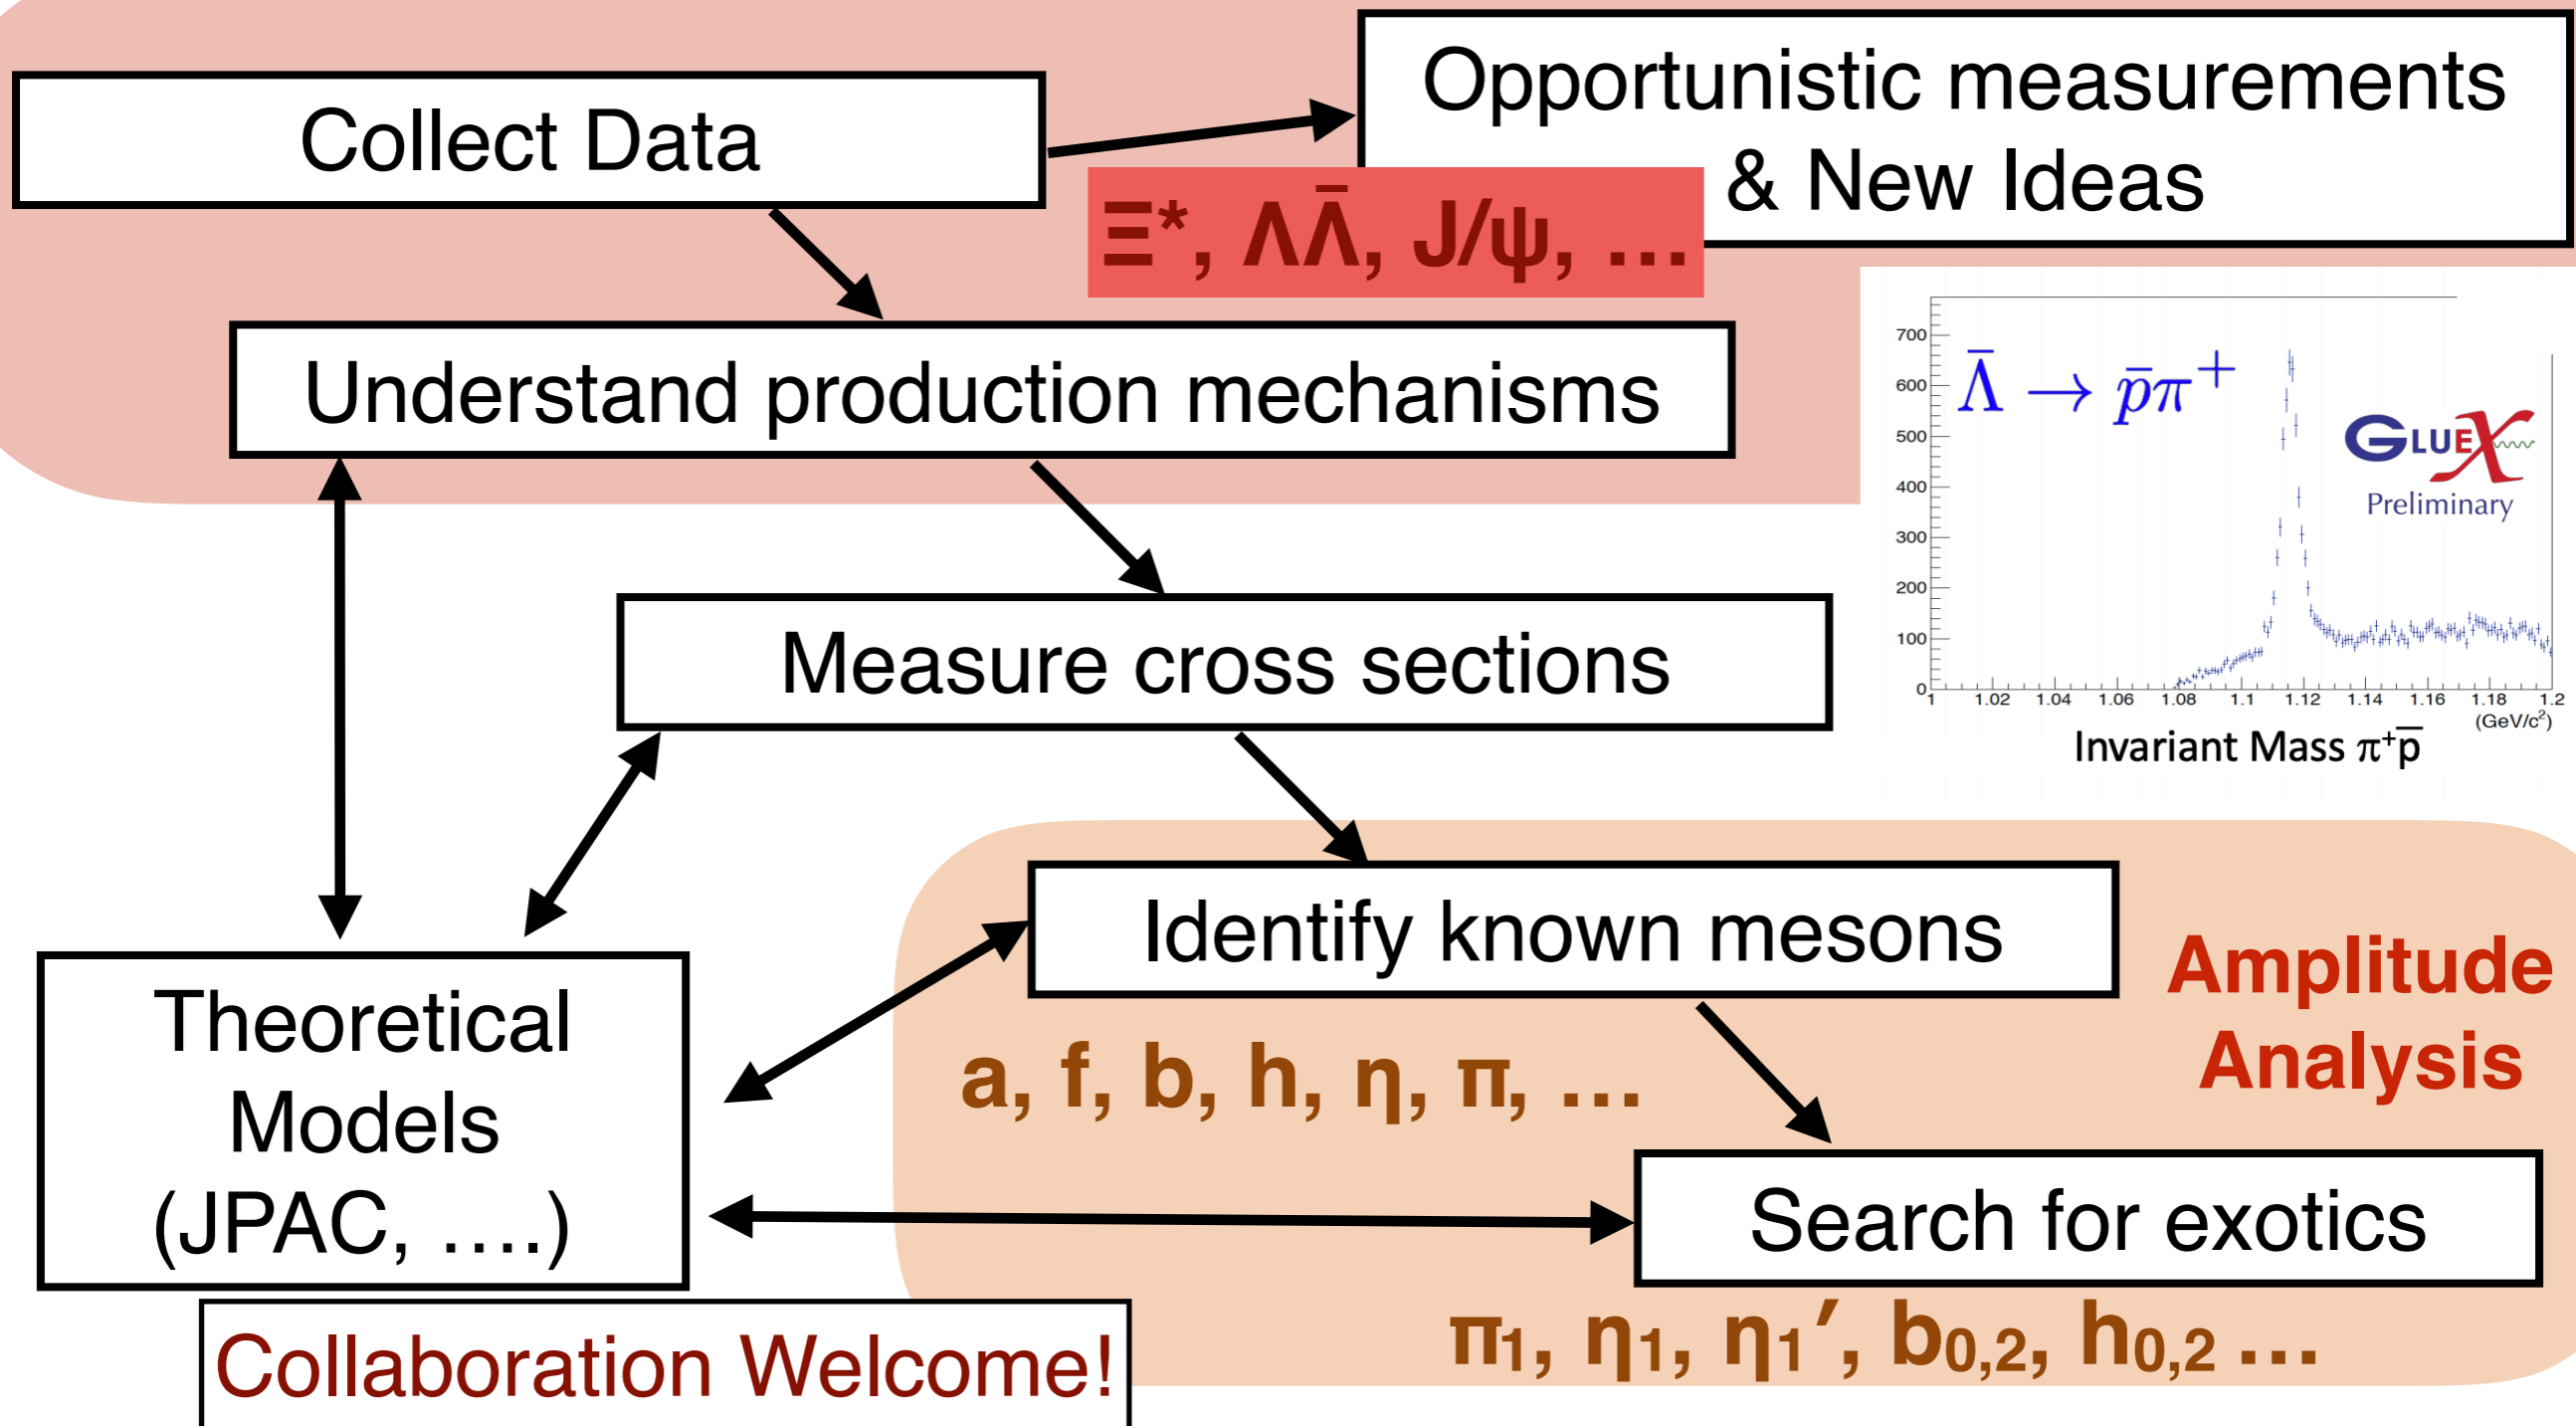 Collect Data
Opportunistic measurements
& New Ideas
Ξ*, ΛΛ̄, J/ψ, …
Understand production mechanisms
Measure cross sections
Λ̄ → p̄π⁺
GLUEX
Preliminary
700
600
500
400
300
200
100
0
1 1.02 1.04 1.06 1.08 1.1 1.12 1.14 1.16 1.18 1.2
(GeV/c²)
Invariant Mass π⁺p̄
Identify known mesons
Amplitude
Analysis
a, f, b, h, η, π, …
Theoretical
Models
(JPAC, ….)
Search for exotics
π₁, η₁, η₁′, b₀,₂, h₀,₂ …
Collaboration Welcome!